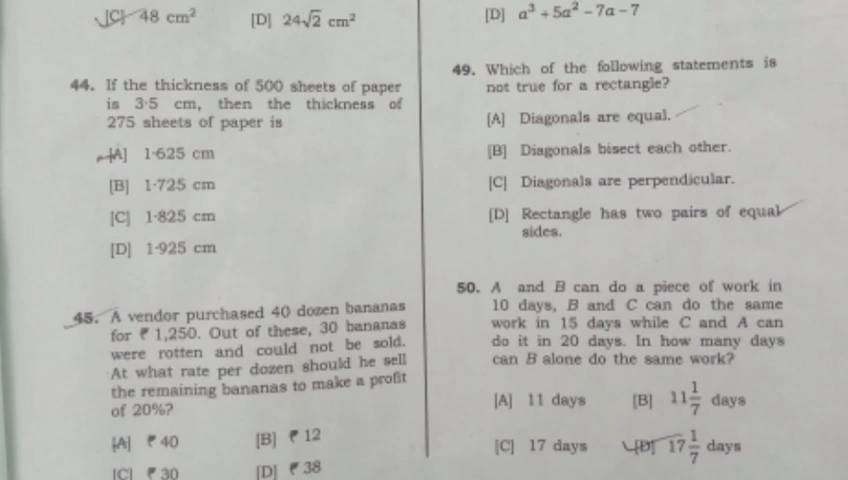 [C] 48 cm²
[D] 24√2 cm²
44. If the thickness of 500 sheets of paper
is 3·5 cm, then the thickness of
275 sheets of paper is
[A] 1·625 cm
[B] 1·725 cm
[C] 1·825 cm
[D] 1·925 cm
45. A vendor purchased 40 dozen bananas
for ₹ 1,250. Out of these, 30 bananas
were rotten and could not be sold.
At what rate per dozen should he sell
the remaining bananas to make a profit
of 20%?
[A] ₹ 40
[B] ₹ 12
[C] ₹ 30
[D] ₹ 38
[D] a³ + 5a² – 7a – 7
49. Which of the following statements is
not true for a rectangle?
[A] Diagonals are equal.
[B] Diagonals bisect each other.
[C] Diagonals are perpendicular.
[D] Rectangle has two pairs of equal
sides.
50. A and B can do a piece of work in
10 days, B and C can do the same
work in 15 days while C and A can
do it in 20 days. In how many days
can B alone do the same work?
[A] 11 days
[B] 11 1/7 days
[C] 17 days
[D] 17 1/7 days